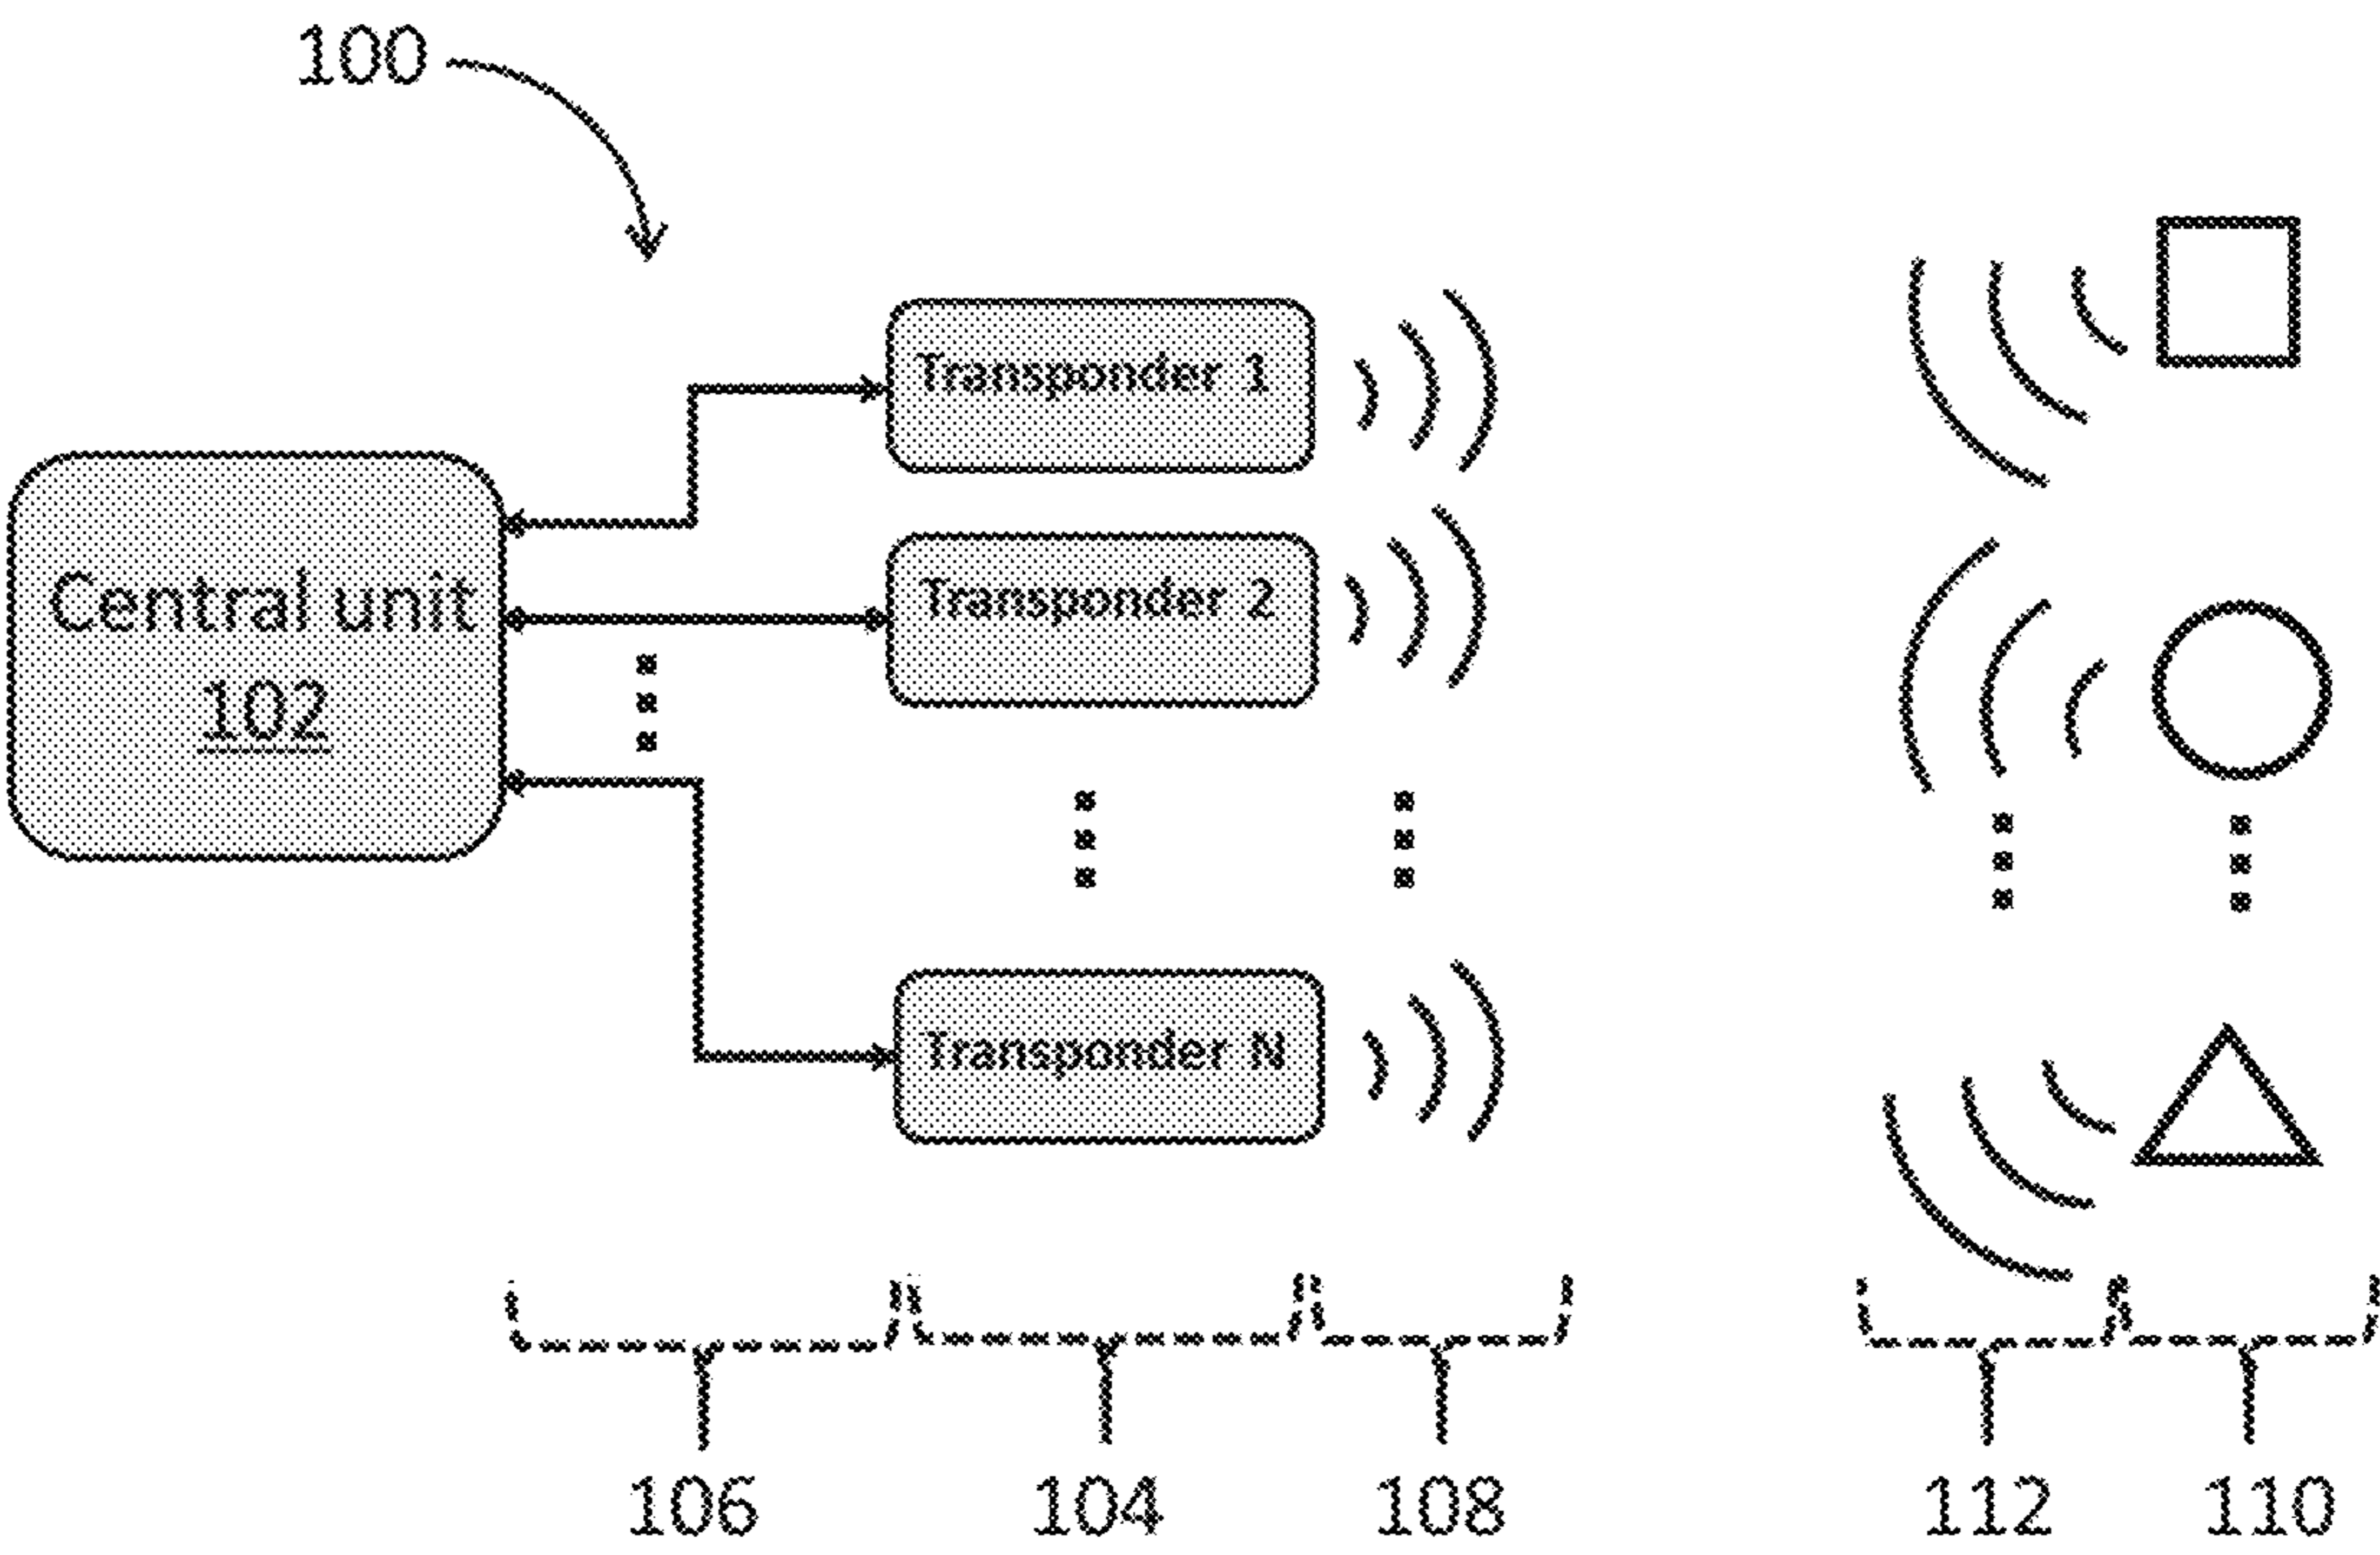 100
Transponder 1
Central unit
102
Transponder 2
Transponder N
106
104
108
112
110